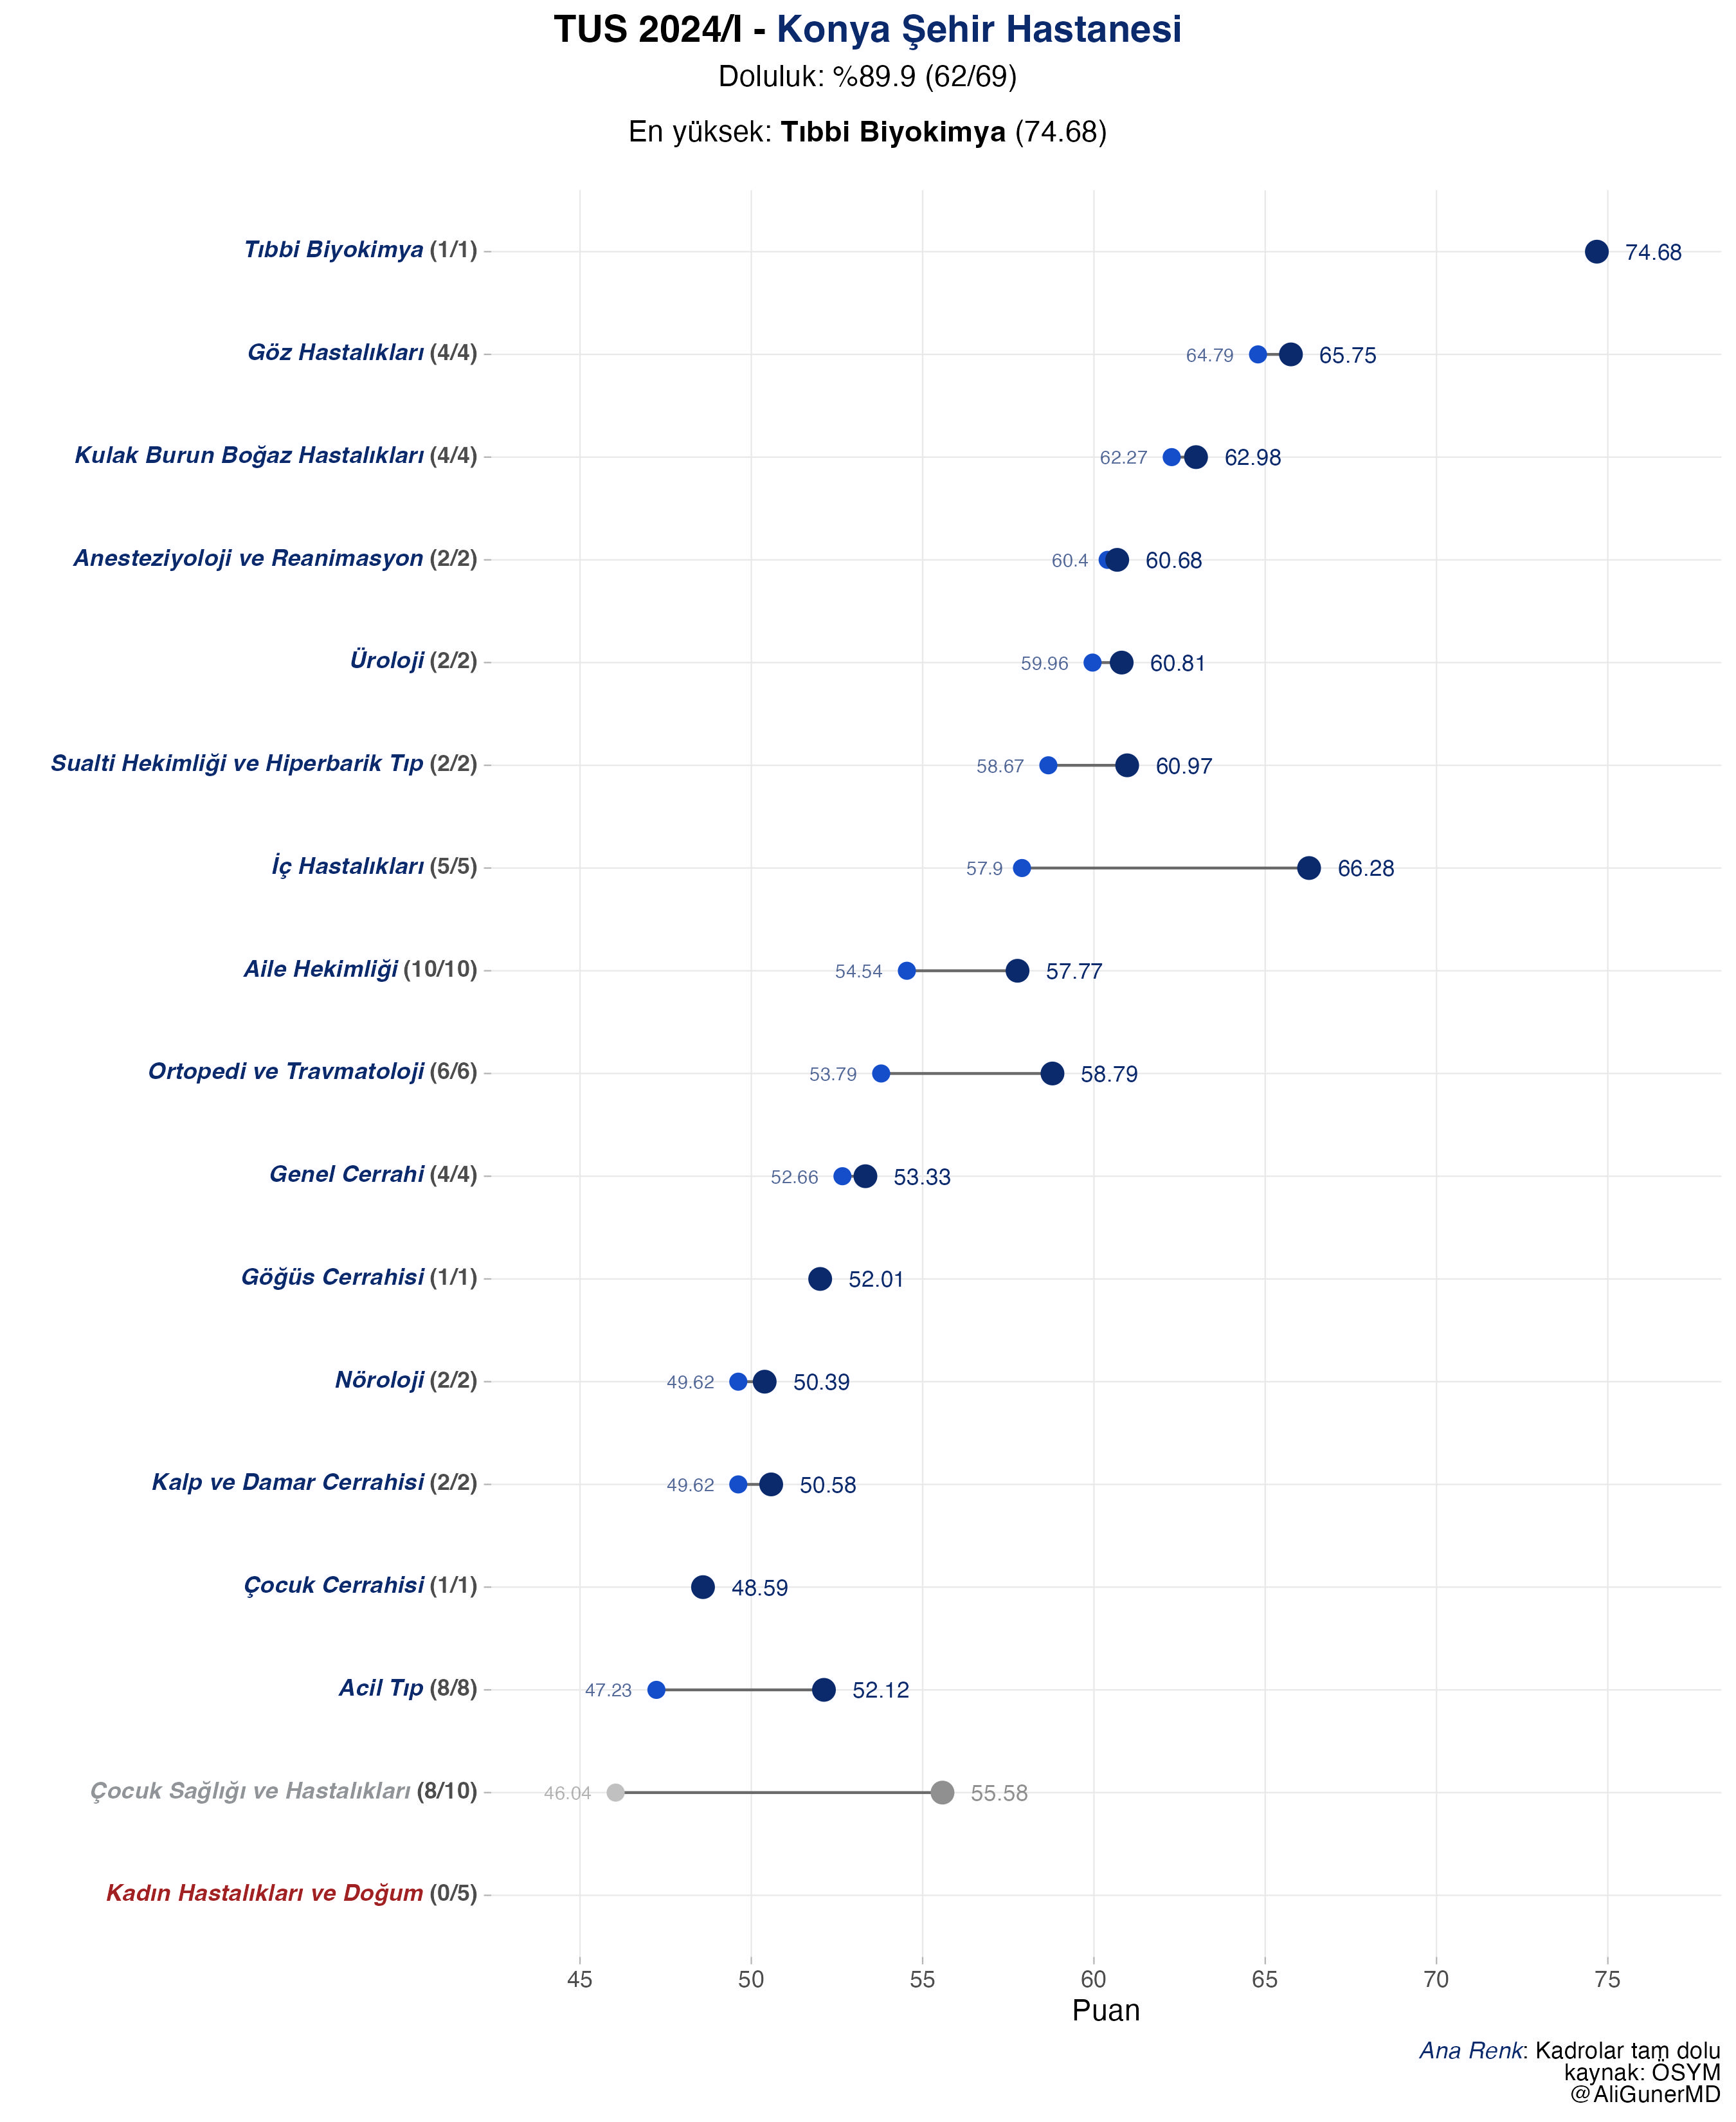 TUS 2024/I - Konya Şehir Hastanesi
Doluluk: %89.9 (62/69)
En yüksek: Tıbbi Biyokimya (74.68)
Tıbbi Biyokimya (1/1) 74.68
Göz Hastalıkları (4/4) 64.79 65.75
Kulak Burun Boğaz Hastalıkları (4/4) 62.27 62.98
Anesteziyoloji ve Reanimasyon (2/2) 60.4 60.68
Üroloji (2/2) 59.96 60.81
Sualti Hekimliği ve Hiperbarik Tıp (2/2) 58.67 60.97
İç Hastalıkları (5/5) 57.9 66.28
Aile Hekimliği (10/10) 54.54 57.77
Ortopedi ve Travmatoloji (6/6) 53.79 58.79
Genel Cerrahi (4/4) 52.66 53.33
Göğüs Cerrahisi (1/1) 52.01
Nöroloji (2/2) 49.62 50.39
Kalp ve Damar Cerrahisi (2/2) 49.62 50.58
Çocuk Cerrahisi (1/1) 48.59
Acil Tıp (8/8) 47.23 52.12
Çocuk Sağlığı ve Hastalıkları (8/10) 46.04 55.58
Kadın Hastalıkları ve Doğum (0/5)
45 50 55 60 65 70 75
Puan
Ana Renk: Kadrolar tam dolu
kaynak: ÖSYM
@AliGunerMD